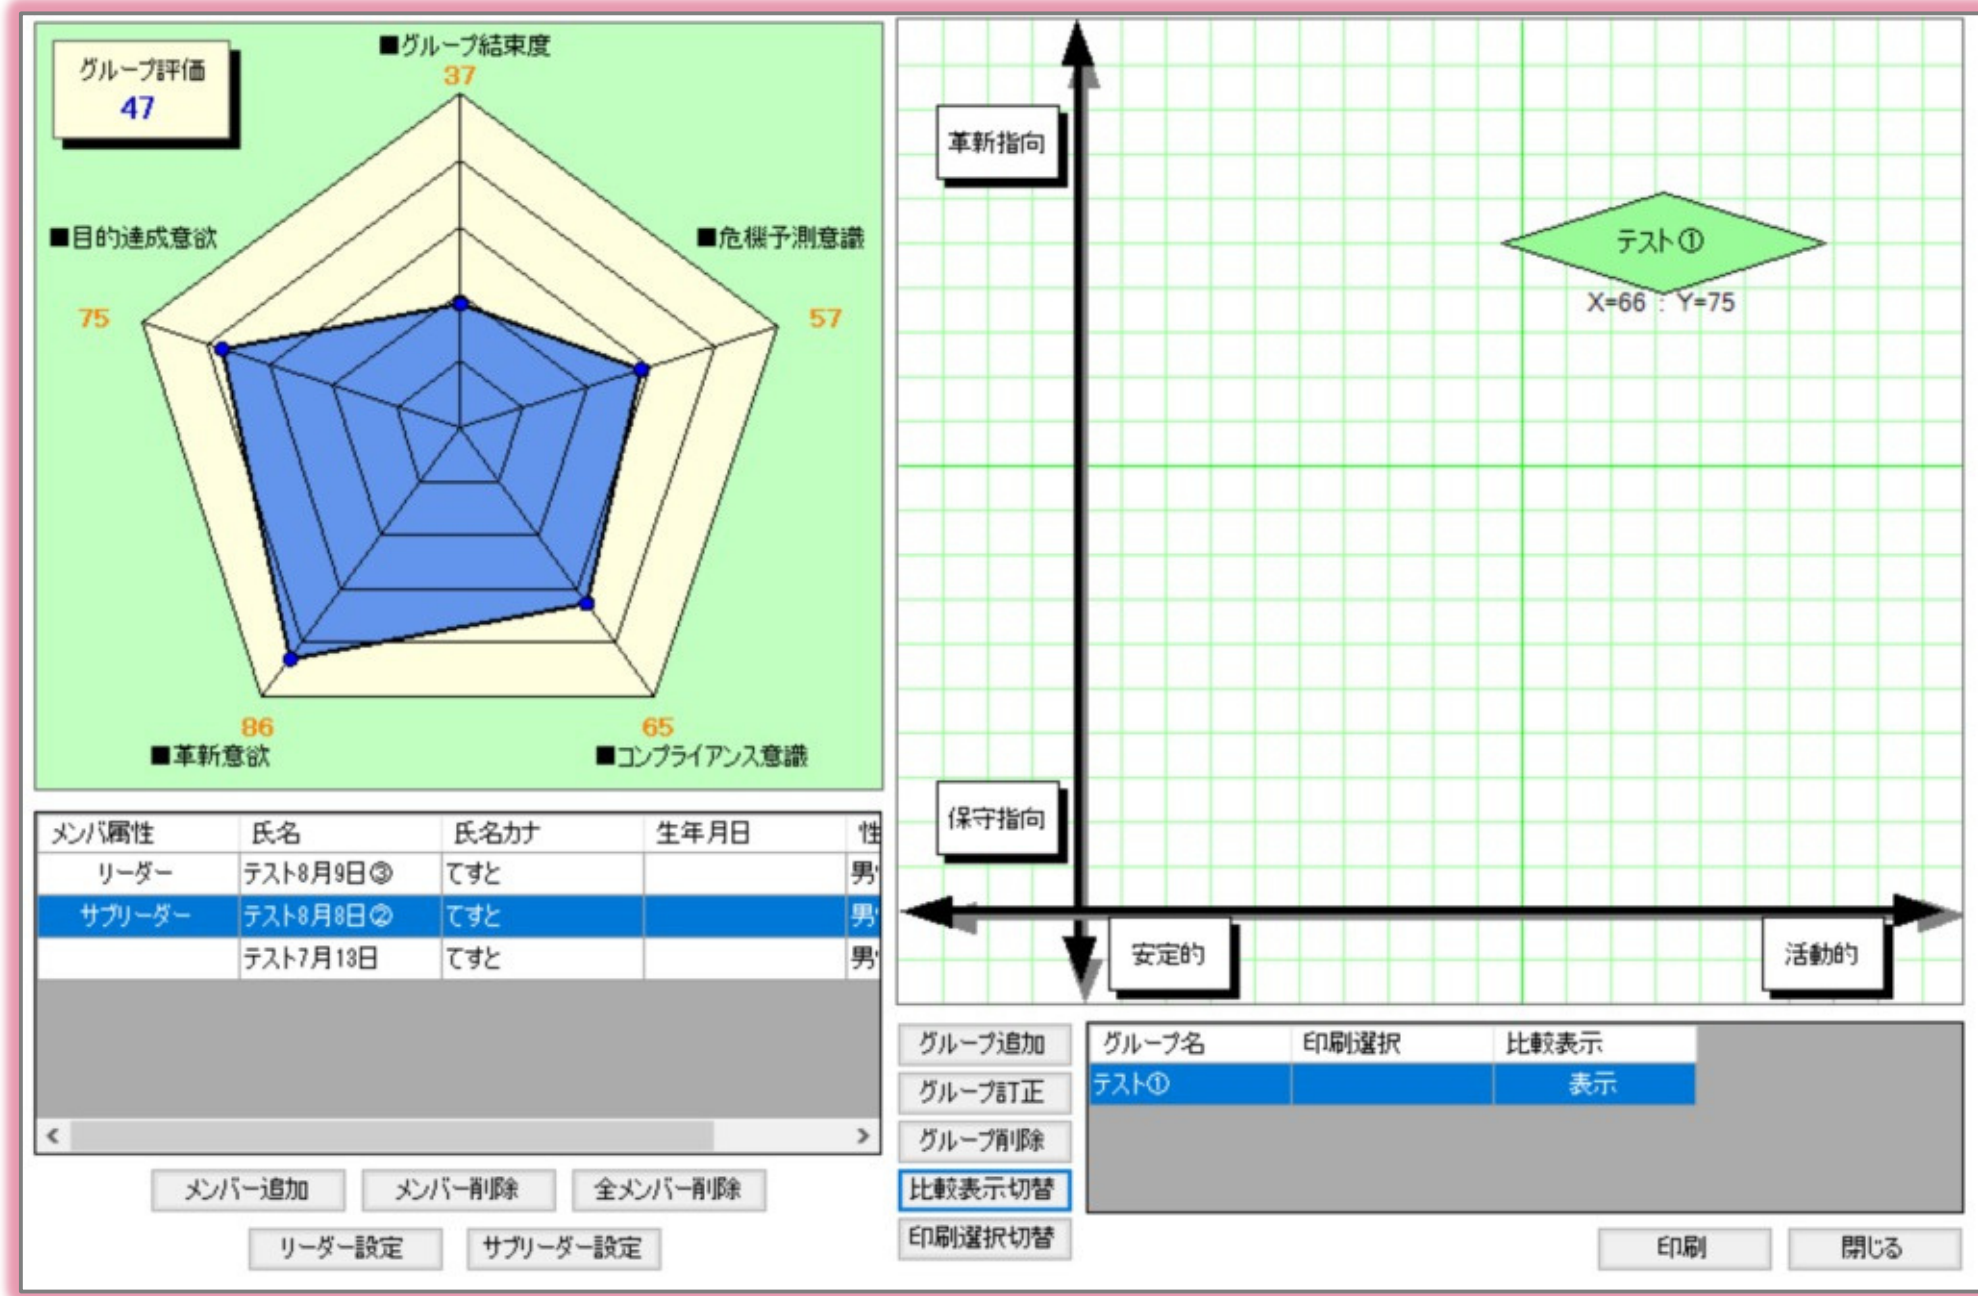 グループ評価
47
■グループ結束度
37
■目的達成意欲
75
■危機予測意識
57
86
■革新意欲
65
■コンプライアンス意識
メンバ属性 氏名 氏名カナ 生年月日 性
リーダー テスト8月9日③ てすと 男
サブリーダー テスト8月8日② てすと 男
テスト7月13日 てすと 男
メンバー追加 メンバー削除 全メンバー削除
リーダー設定 サブリーダー設定
革新指向
テスト①
X=66 : Y=75
保守指向
安定的 活動的
グループ追加
グループ訂正
グループ削除
比較表示切替
印刷選択切替
グループ名 印刷選択 比較表示
テスト① 表示
印刷 閉じる